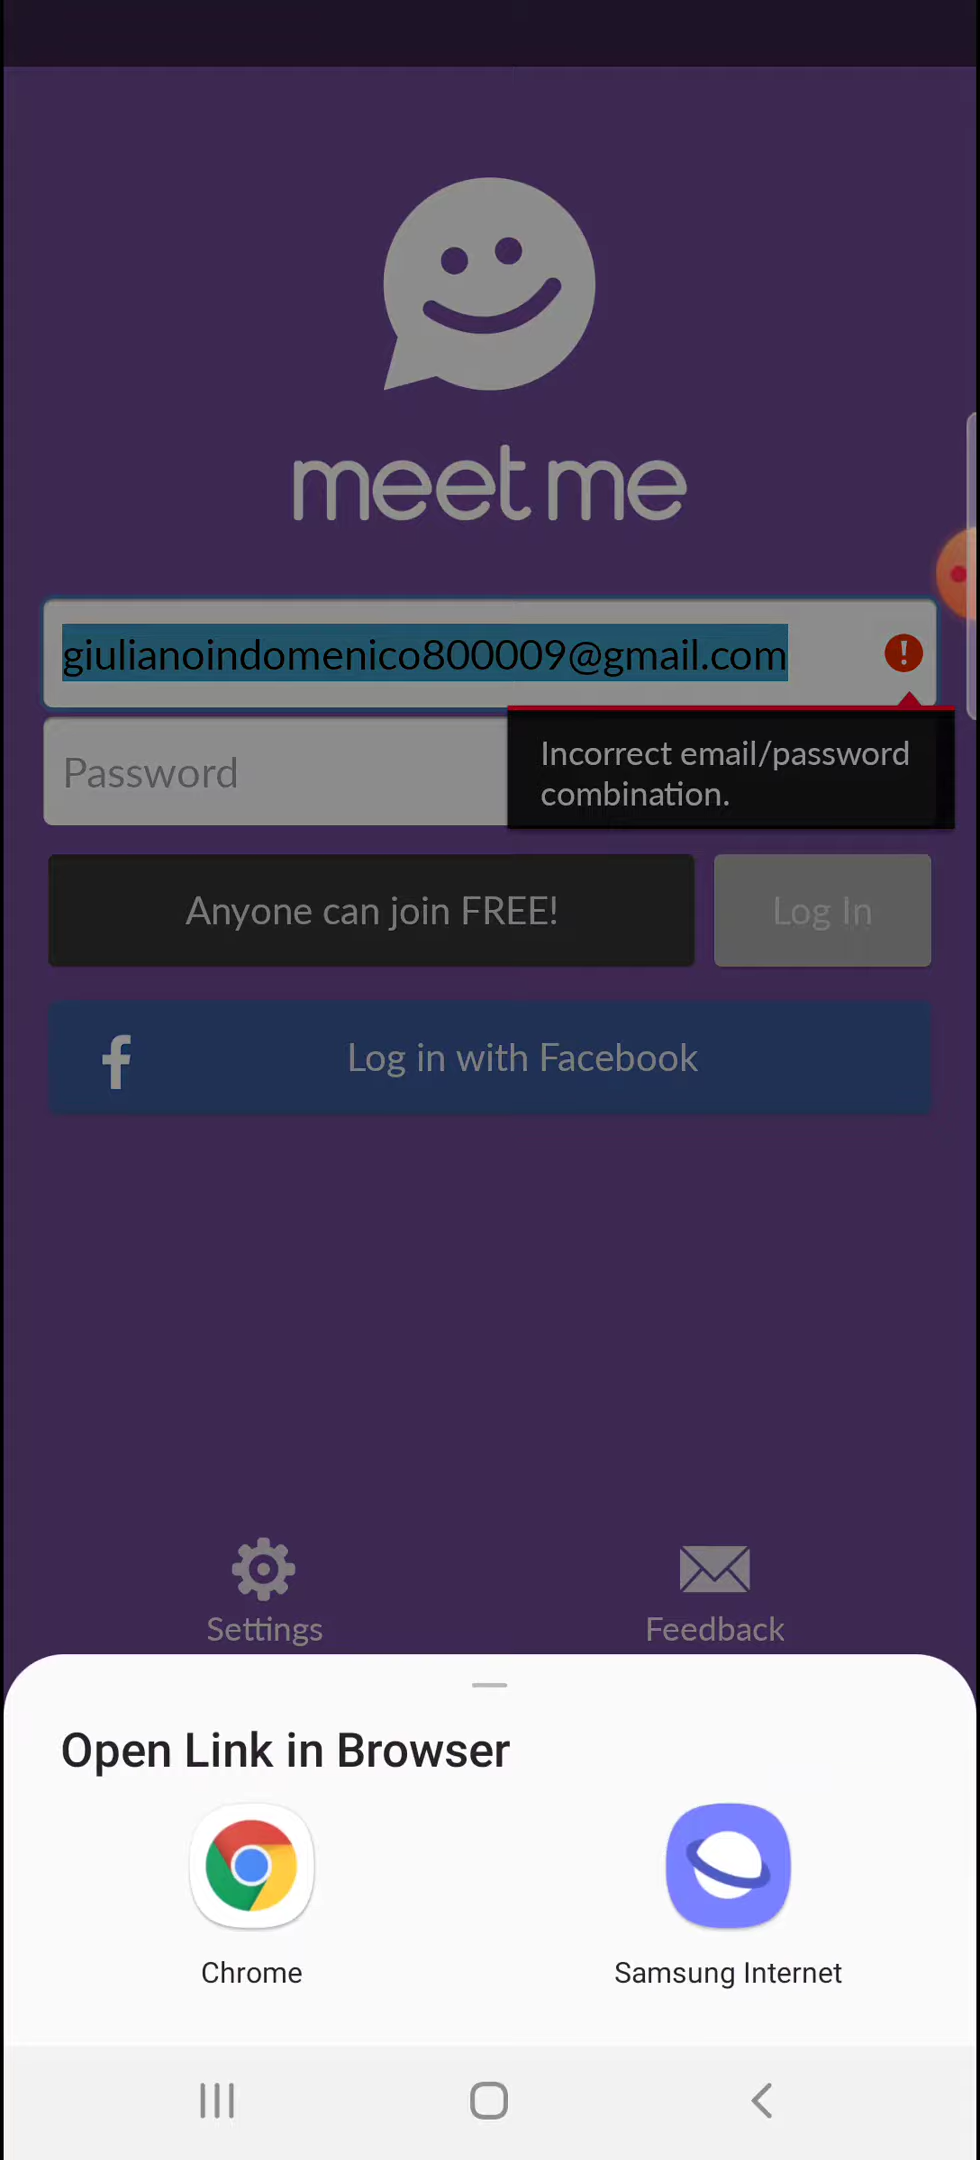 meet me
giulianoindomenico800009@gmail.com
!
Password
Incorrect email/password
combination.
Anyone can join FREE!
Log In
f
Log in with Facebook
Settings
Feedback
Open Link in Browser
Chrome
Samsung Internet